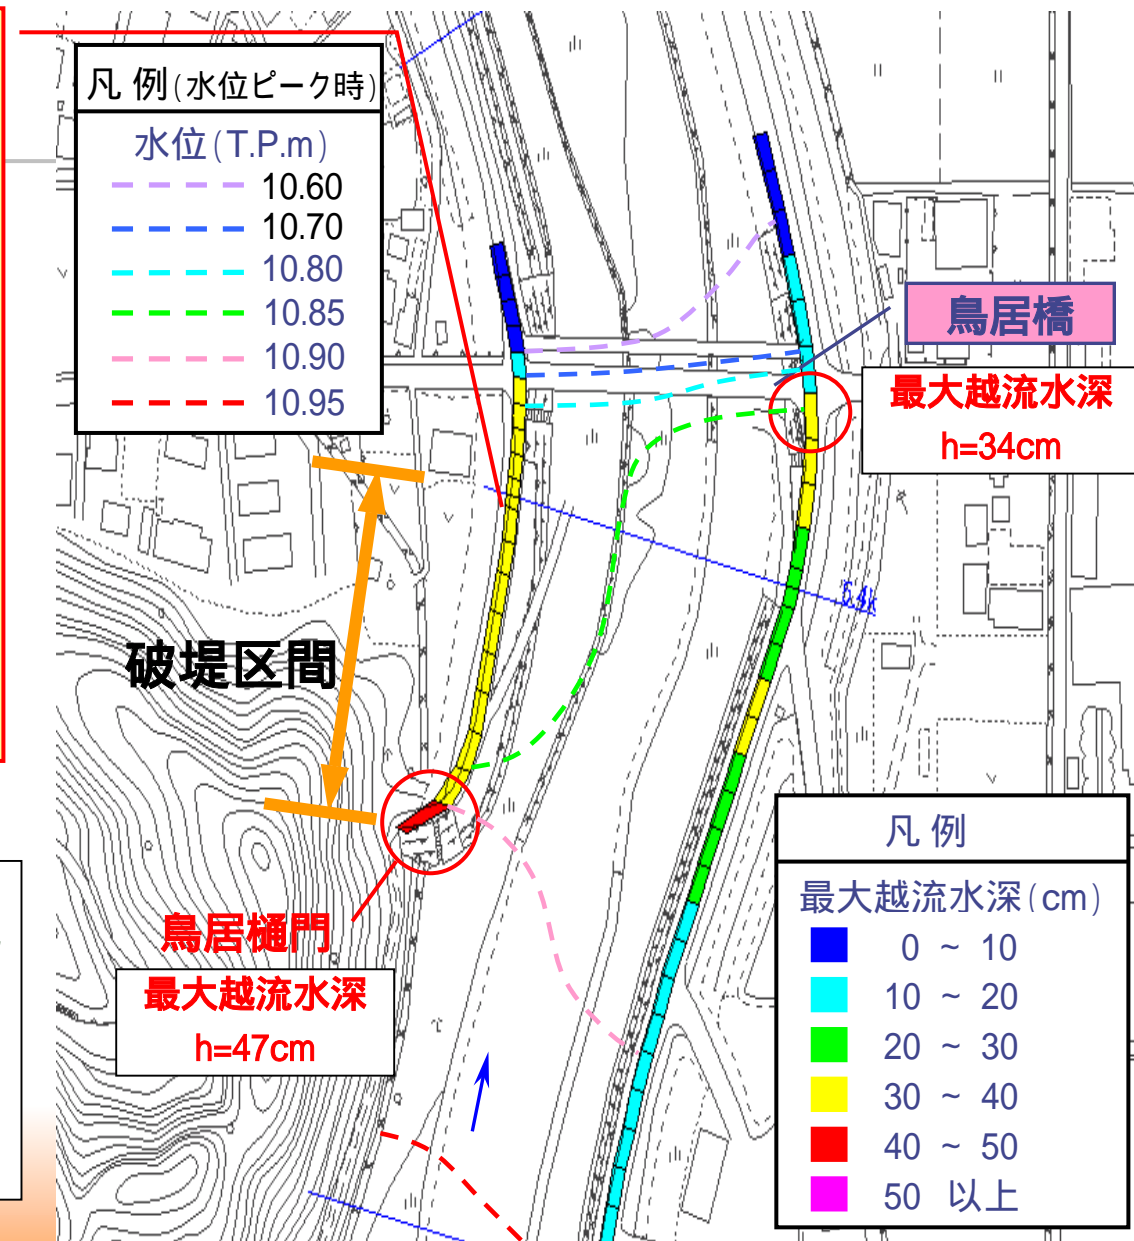 凡 例(水位ピーク時)
水位(T.P.m)
10.60
10.70
10.80
10.85
10.90
10.95
鳥居橋
最大越流水深
h=34cm
5.4k
破堤区間
鳥居樋門
最大越流水深
h=47cm
凡 例
最大越流水深(cm)
0 ~ 10
10 ~ 20
20 ~ 30
30 ~ 40
40 ~ 50
50 以上